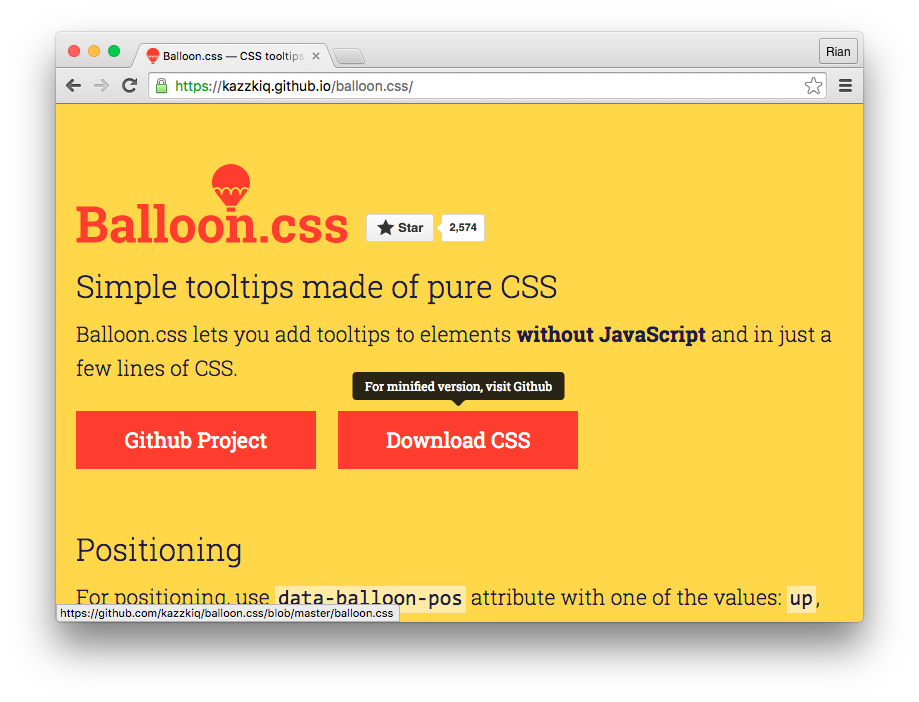 Balloon.css — CSS tooltips
Rian
https://kazzkiq.github.io/balloon.css/
Balloon.css
Star
2,574
Simple tooltips made of pure CSS
Balloon.css lets you add tooltips to elements without JavaScript and in just a
few lines of CSS.
For minified version, visit Github
Github Project
Download CSS
Positioning
For positioning, use data-balloon-pos attribute with one of the values: up,
https://github.com/kazzkiq/balloon.css/blob/master/balloon.css